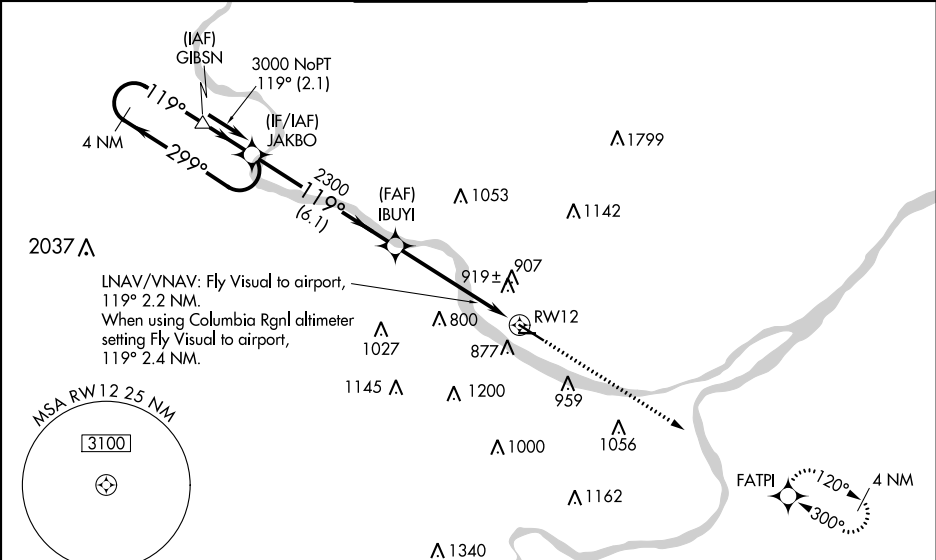 (IAF)
GIBSN
3000 NoPT
119° (2.1)
119°
(IF/IAF)
JAKBO
4 NM
299°
1799
2300
119°
(6.1)
(FAF)
IBUYI
1053
1142
2037
919±
907
LNAV/VNAV: Fly Visual to airport,
119° 2.2 NM.
When using Columbia Rgnl altimeter
setting Fly Visual to airport,
119° 2.4 NM.
800
RW12
1027
877
1145
1200
959
MSA RW12 25 NM
3100
1000
1056
FATPI
120°
4 NM
300°
1162
1340